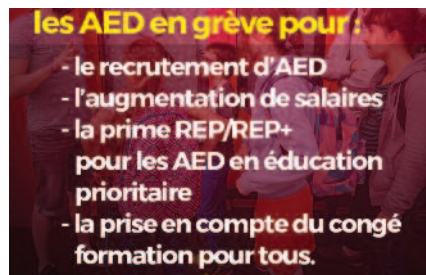 les AED en grève pour :
- le recrutement d'AED
- l'augmentation de salaires
- la prime REP/REP+
pour les AED en éducation
prioritaire
- la prise en compte du congé
formation pour tous.